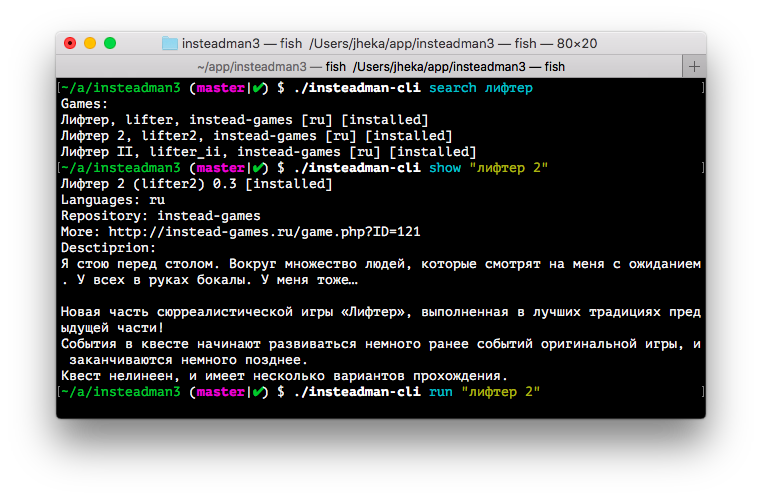 insteadman3 — fish /Users/jheka/app/insteadman3 — fish — 80×20
~/app/insteadman3 — fish /Users/jheka/app/insteadman3 — fish +
[~/a/insteadman3 (master|✔) $ ./insteadman-cli search лифтер ]
Games:
Лифтер, lifter, instead-games [ru] [installed]
Лифтер 2, lifter2, instead-games [ru] [installed]
Лифтер II, lifter_ii, instead-games [ru] [installed]
[~/a/insteadman3 (master|✔) $ ./insteadman-cli show "лифтер 2" ]
Лифтер 2 (lifter2) 0.3 [installed]
Languages: ru
Repository: instead-games
More: http://instead-games.ru/game.php?ID=121
Desctiprion:
Я стою перед столом. Вокруг множество людей, которые смотрят на меня с ожиданием
. У всех в руках бокалы. У меня тоже…
Новая часть сюрреалистической игры «Лифтер», выполненная в лучших традициях пред
ыдущей части!
События в квесте начинают развиваться немного ранее событий оригинальной игры, и
заканчиваются немного позднее.
Квест нелинеен, и имеет несколько вариантов прохождения.
[~/a/insteadman3 (master|✔) $ ./insteadman-cli run "лифтер 2" ]